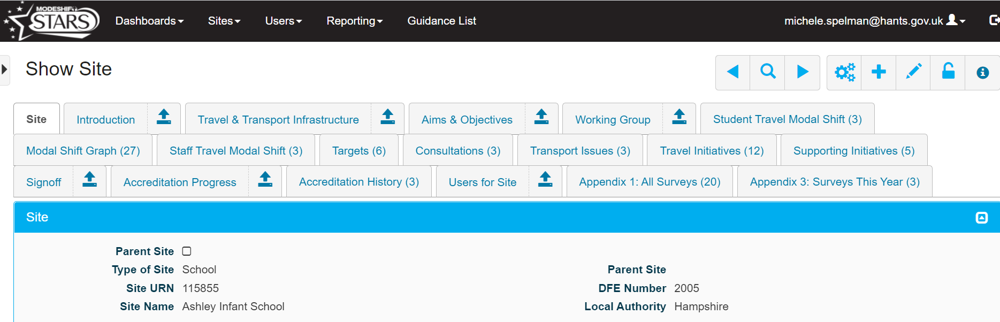 MODESHIFT
STARS
Dashboards Sites Users Reporting Guidance List michele.spelman@hants.gov.uk
Show Site
Site Introduction Travel & Transport Infrastructure Aims & Objectives Working Group Student Travel Modal Shift (3)
Modal Shift Graph (27) Staff Travel Modal Shift (3) Targets (6) Consultations (3) Transport Issues (3) Travel Initiatives (12) Supporting Initiatives (5)
Signoff Accreditation Progress Accreditation History (3) Users for Site Appendix 1: All Surveys (20) Appendix 3: Surveys This Year (3)
Site
Parent Site
Type of Site School Parent Site
Site URN 115855 DFE Number 2005
Site Name Ashley Infant School Local Authority Hampshire